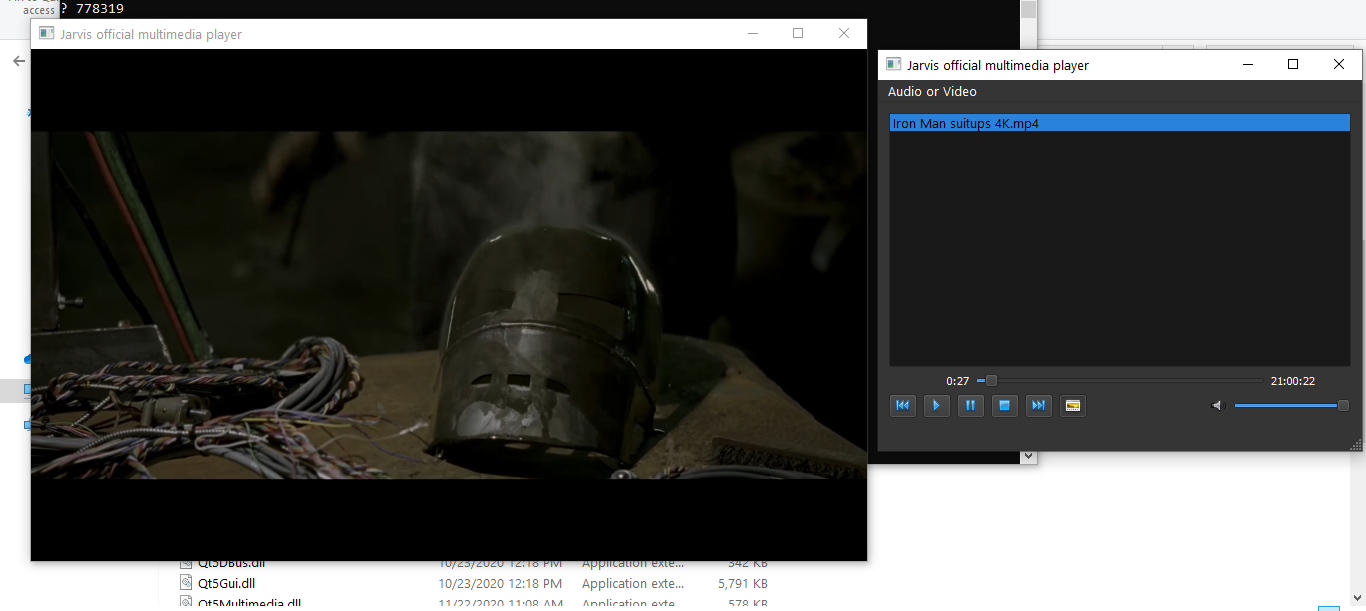 access
? 778319
Jarvis official multimedia player
Jarvis official multimedia player
Audio or Video
Iron Man suitups 4K.mp4
0:27
21:00:22
Qt5DBus.dll 10/23/2020 12:18 PM Application exte... 342 KB
Qt5Gui.dll 10/23/2020 12:18 PM Application exte... 5,791 KB
Qt5Multimedia.dll 11/22/2020 11:08 AM Application exte... 578 KB